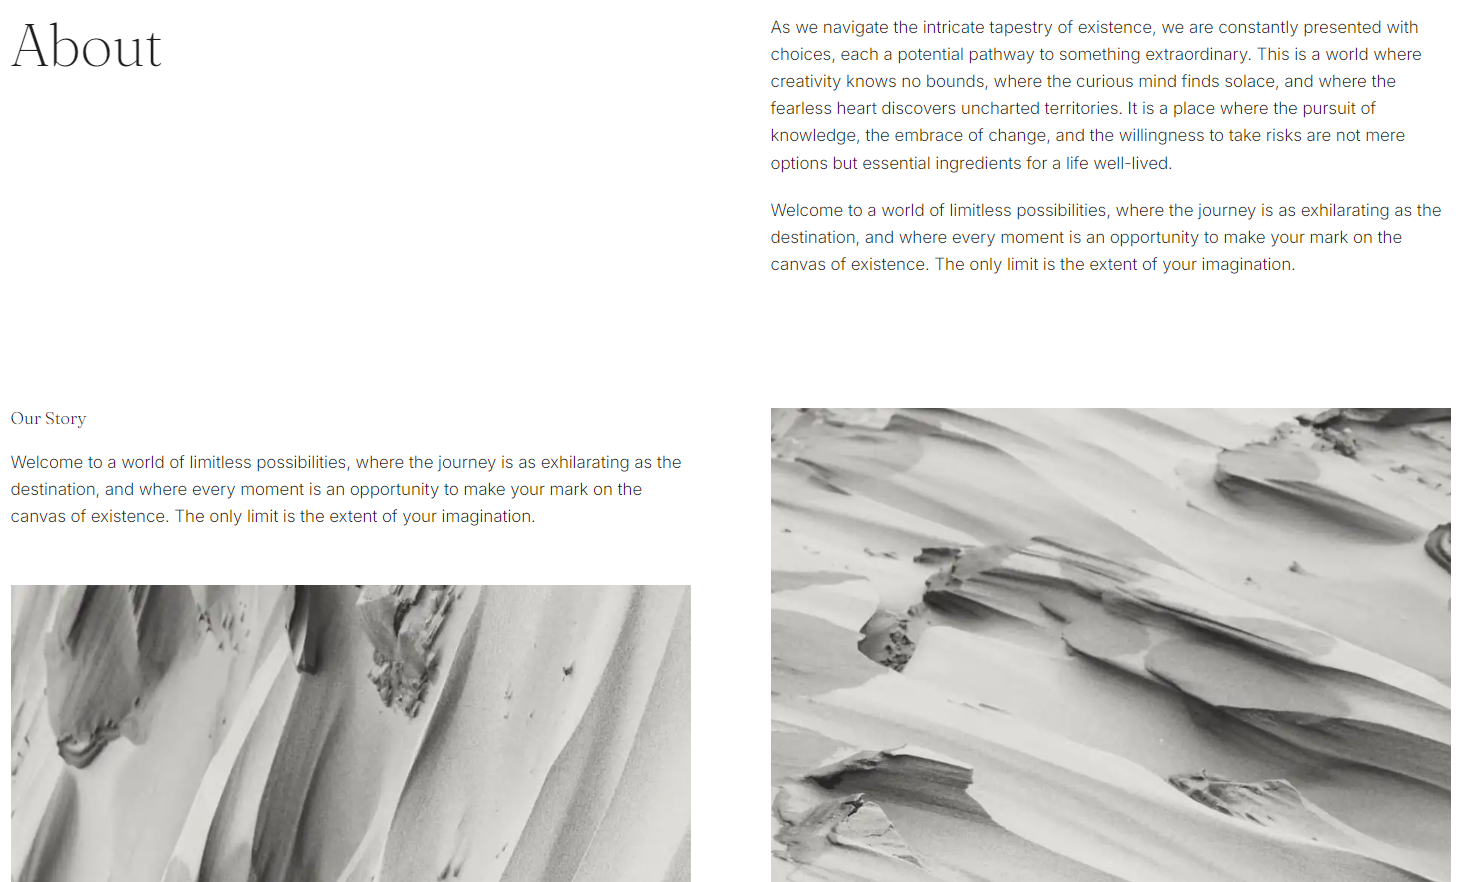 About
As we navigate the intricate tapestry of existence, we are constantly presented with
choices, each a potential pathway to something extraordinary. This is a world where
creativity knows no bounds, where the curious mind finds solace, and where the
fearless heart discovers uncharted territories. It is a place where the pursuit of
knowledge, the embrace of change, and the willingness to take risks are not mere
options but essential ingredients for a life well-lived.
Welcome to a world of limitless possibilities, where the journey is as exhilarating as the
destination, and where every moment is an opportunity to make your mark on the
canvas of existence. The only limit is the extent of your imagination.
Our Story
Welcome to a world of limitless possibilities, where the journey is as exhilarating as the
destination, and where every moment is an opportunity to make your mark on the
canvas of existence. The only limit is the extent of your imagination.